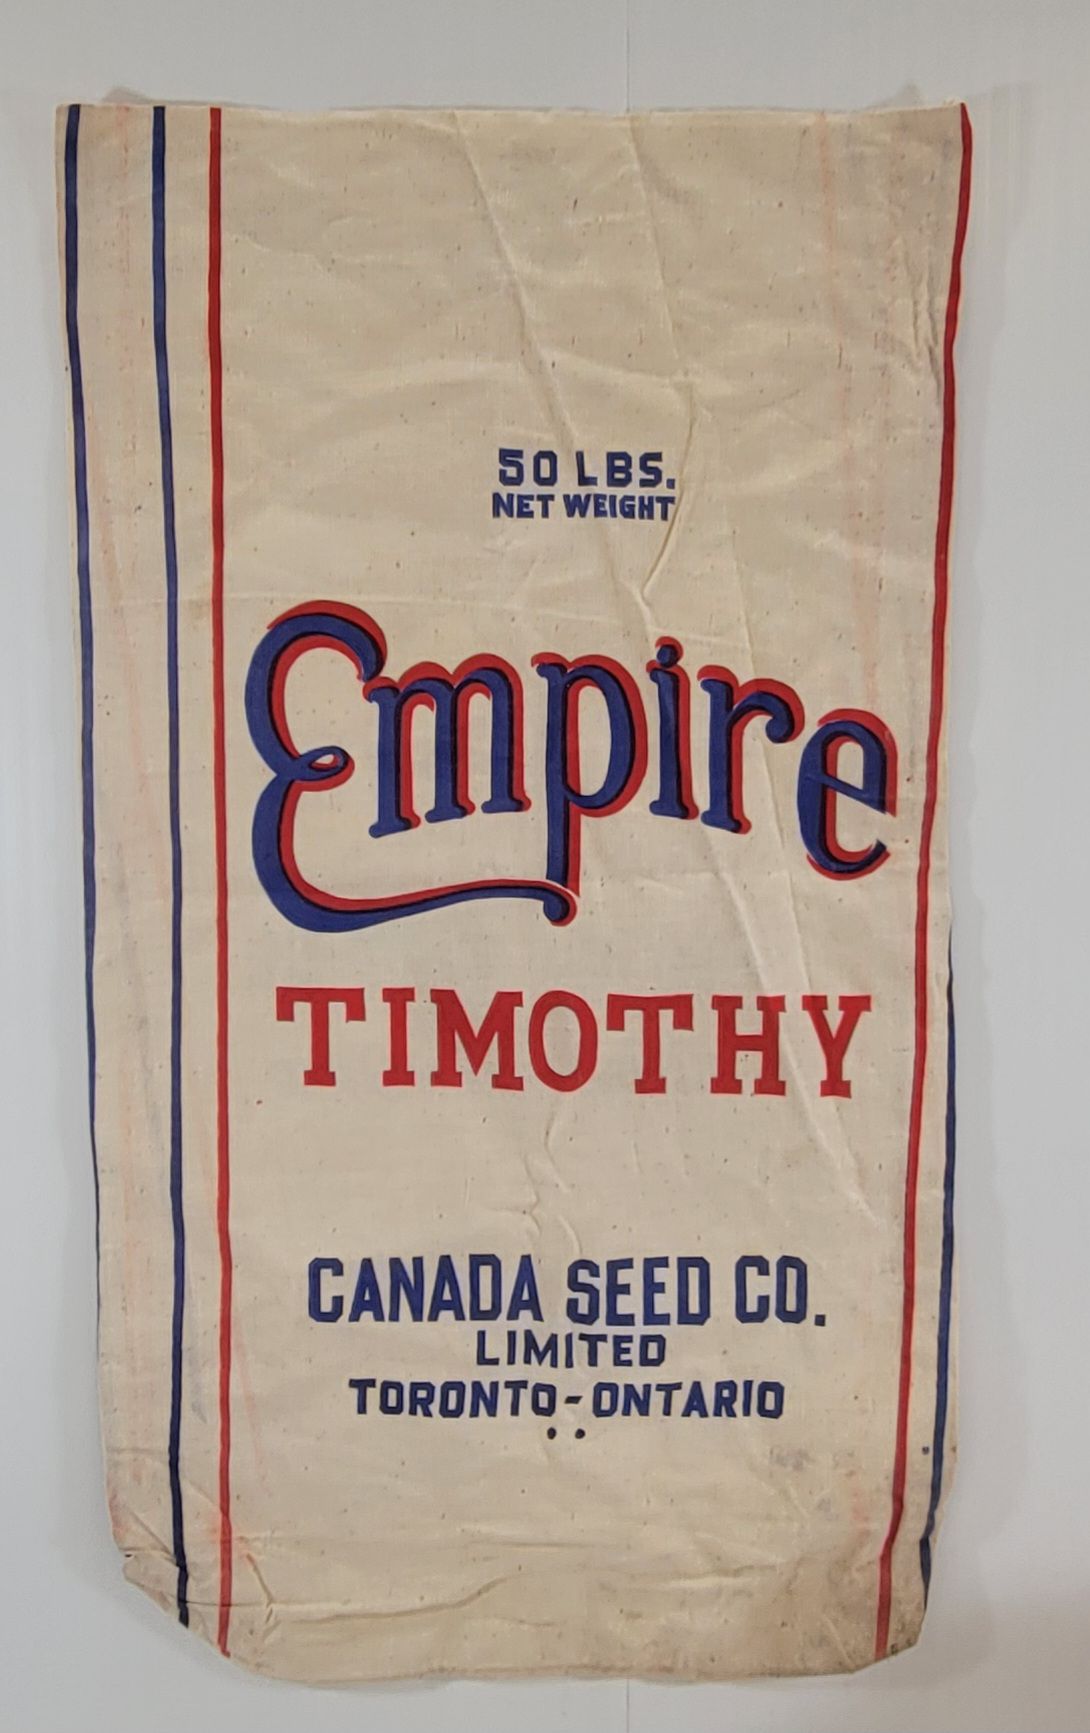 50 LBS.
NET WEIGHT
Empire
TIMOTHY
CANADA SEED CO.
LIMITED
TORONTO-ONTARIO